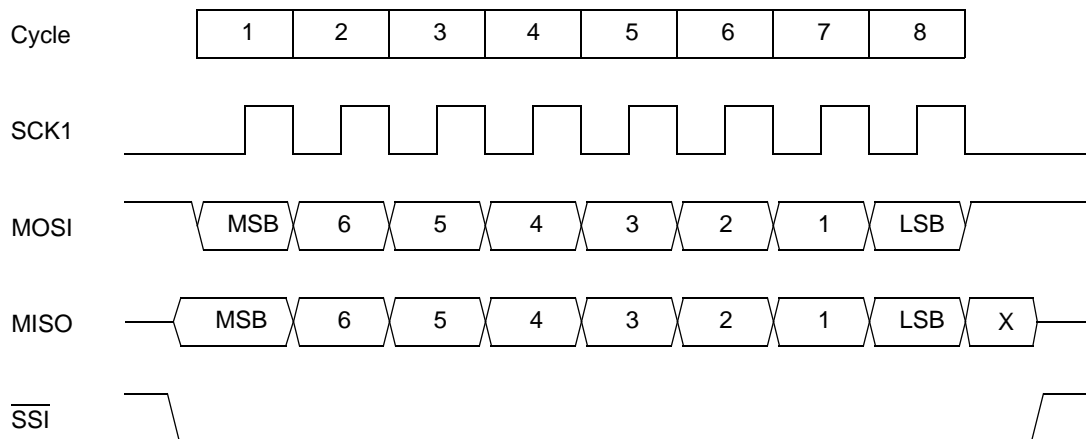 Cycle 1 2 3 4 5 6 7 8
SCK1
MOSI MSB 6 5 4 3 2 1 LSB
MISO MSB 6 5 4 3 2 1 LSB X
SSI